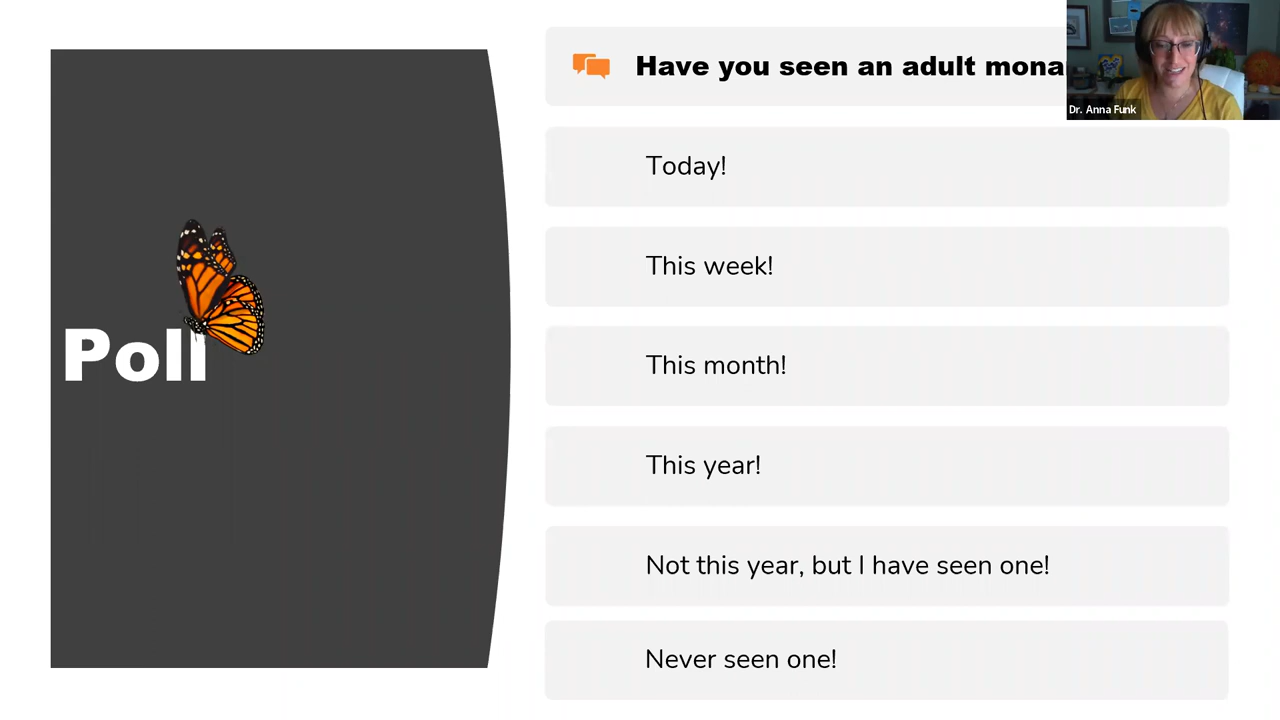 Have you seen an adult
Dr. Anna Funk
Today!
This week!
This month!
Poll
This year!
Not this year, but I have seen one!
Never seen one!